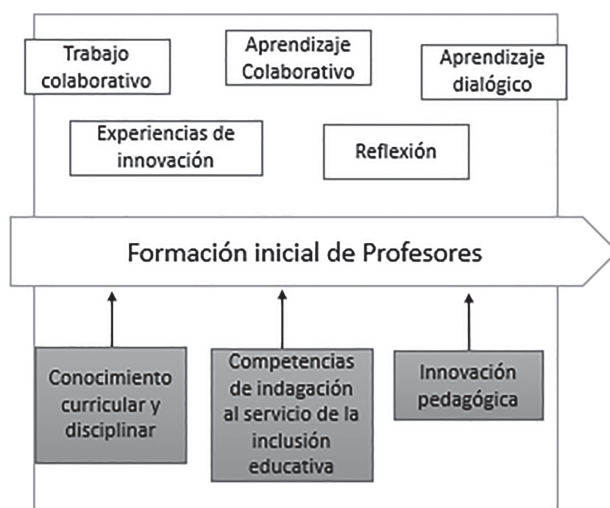 Trabajo
colaborativo
Aprendizaje
Colaborativo
Aprendizaje
dialógico
Experiencias de
innovación
Reflexión
Formación inicial de Profesores
Conocimiento
curricular y
disciplinar
Competencias
de indagación
al servicio de la
inclusión
educativa
Innovación
pedagógica